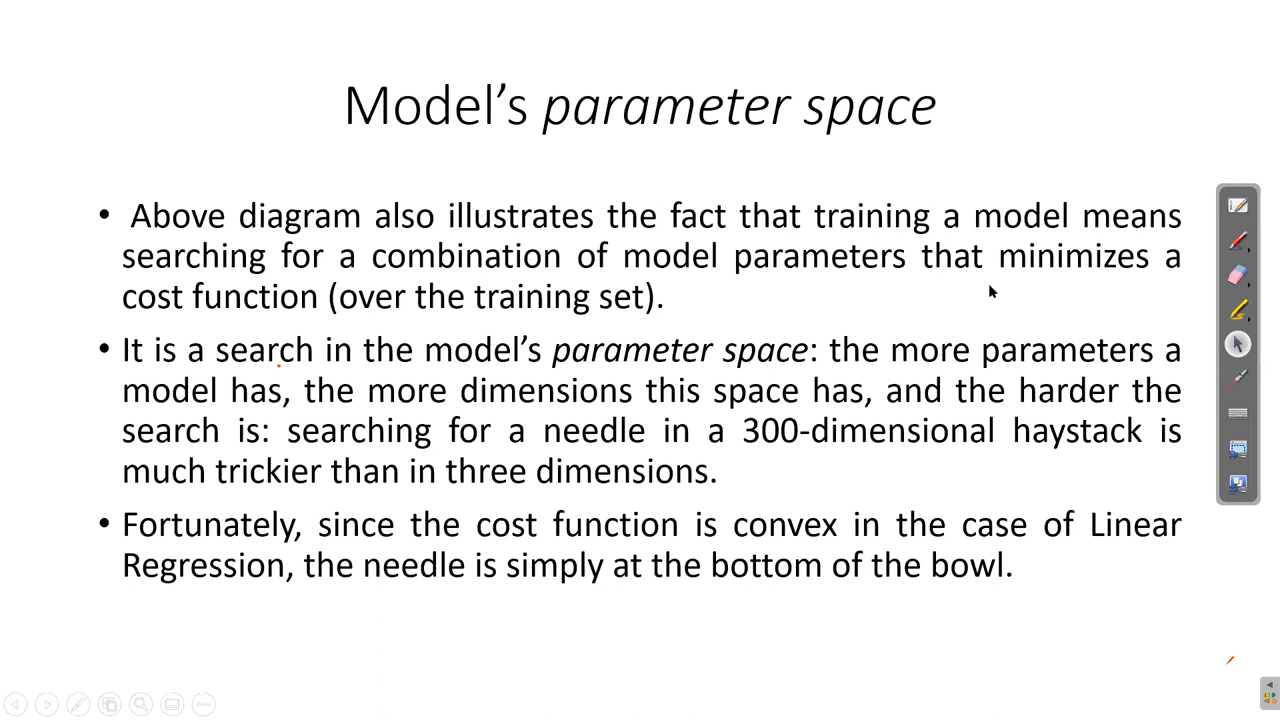 Model’s parameter space
• Above diagram also illustrates the fact that training a model means
searching for a combination of model parameters that minimizes a
cost function (over the training set).
• It is a search in the model’s parameter space: the more parameters a
model has, the more dimensions this space has, and the harder the
search is: searching for a needle in a 300-dimensional haystack is
much trickier than in three dimensions.
• Fortunately, since the cost function is convex in the case of Linear
Regression, the needle is simply at the bottom of the bowl.